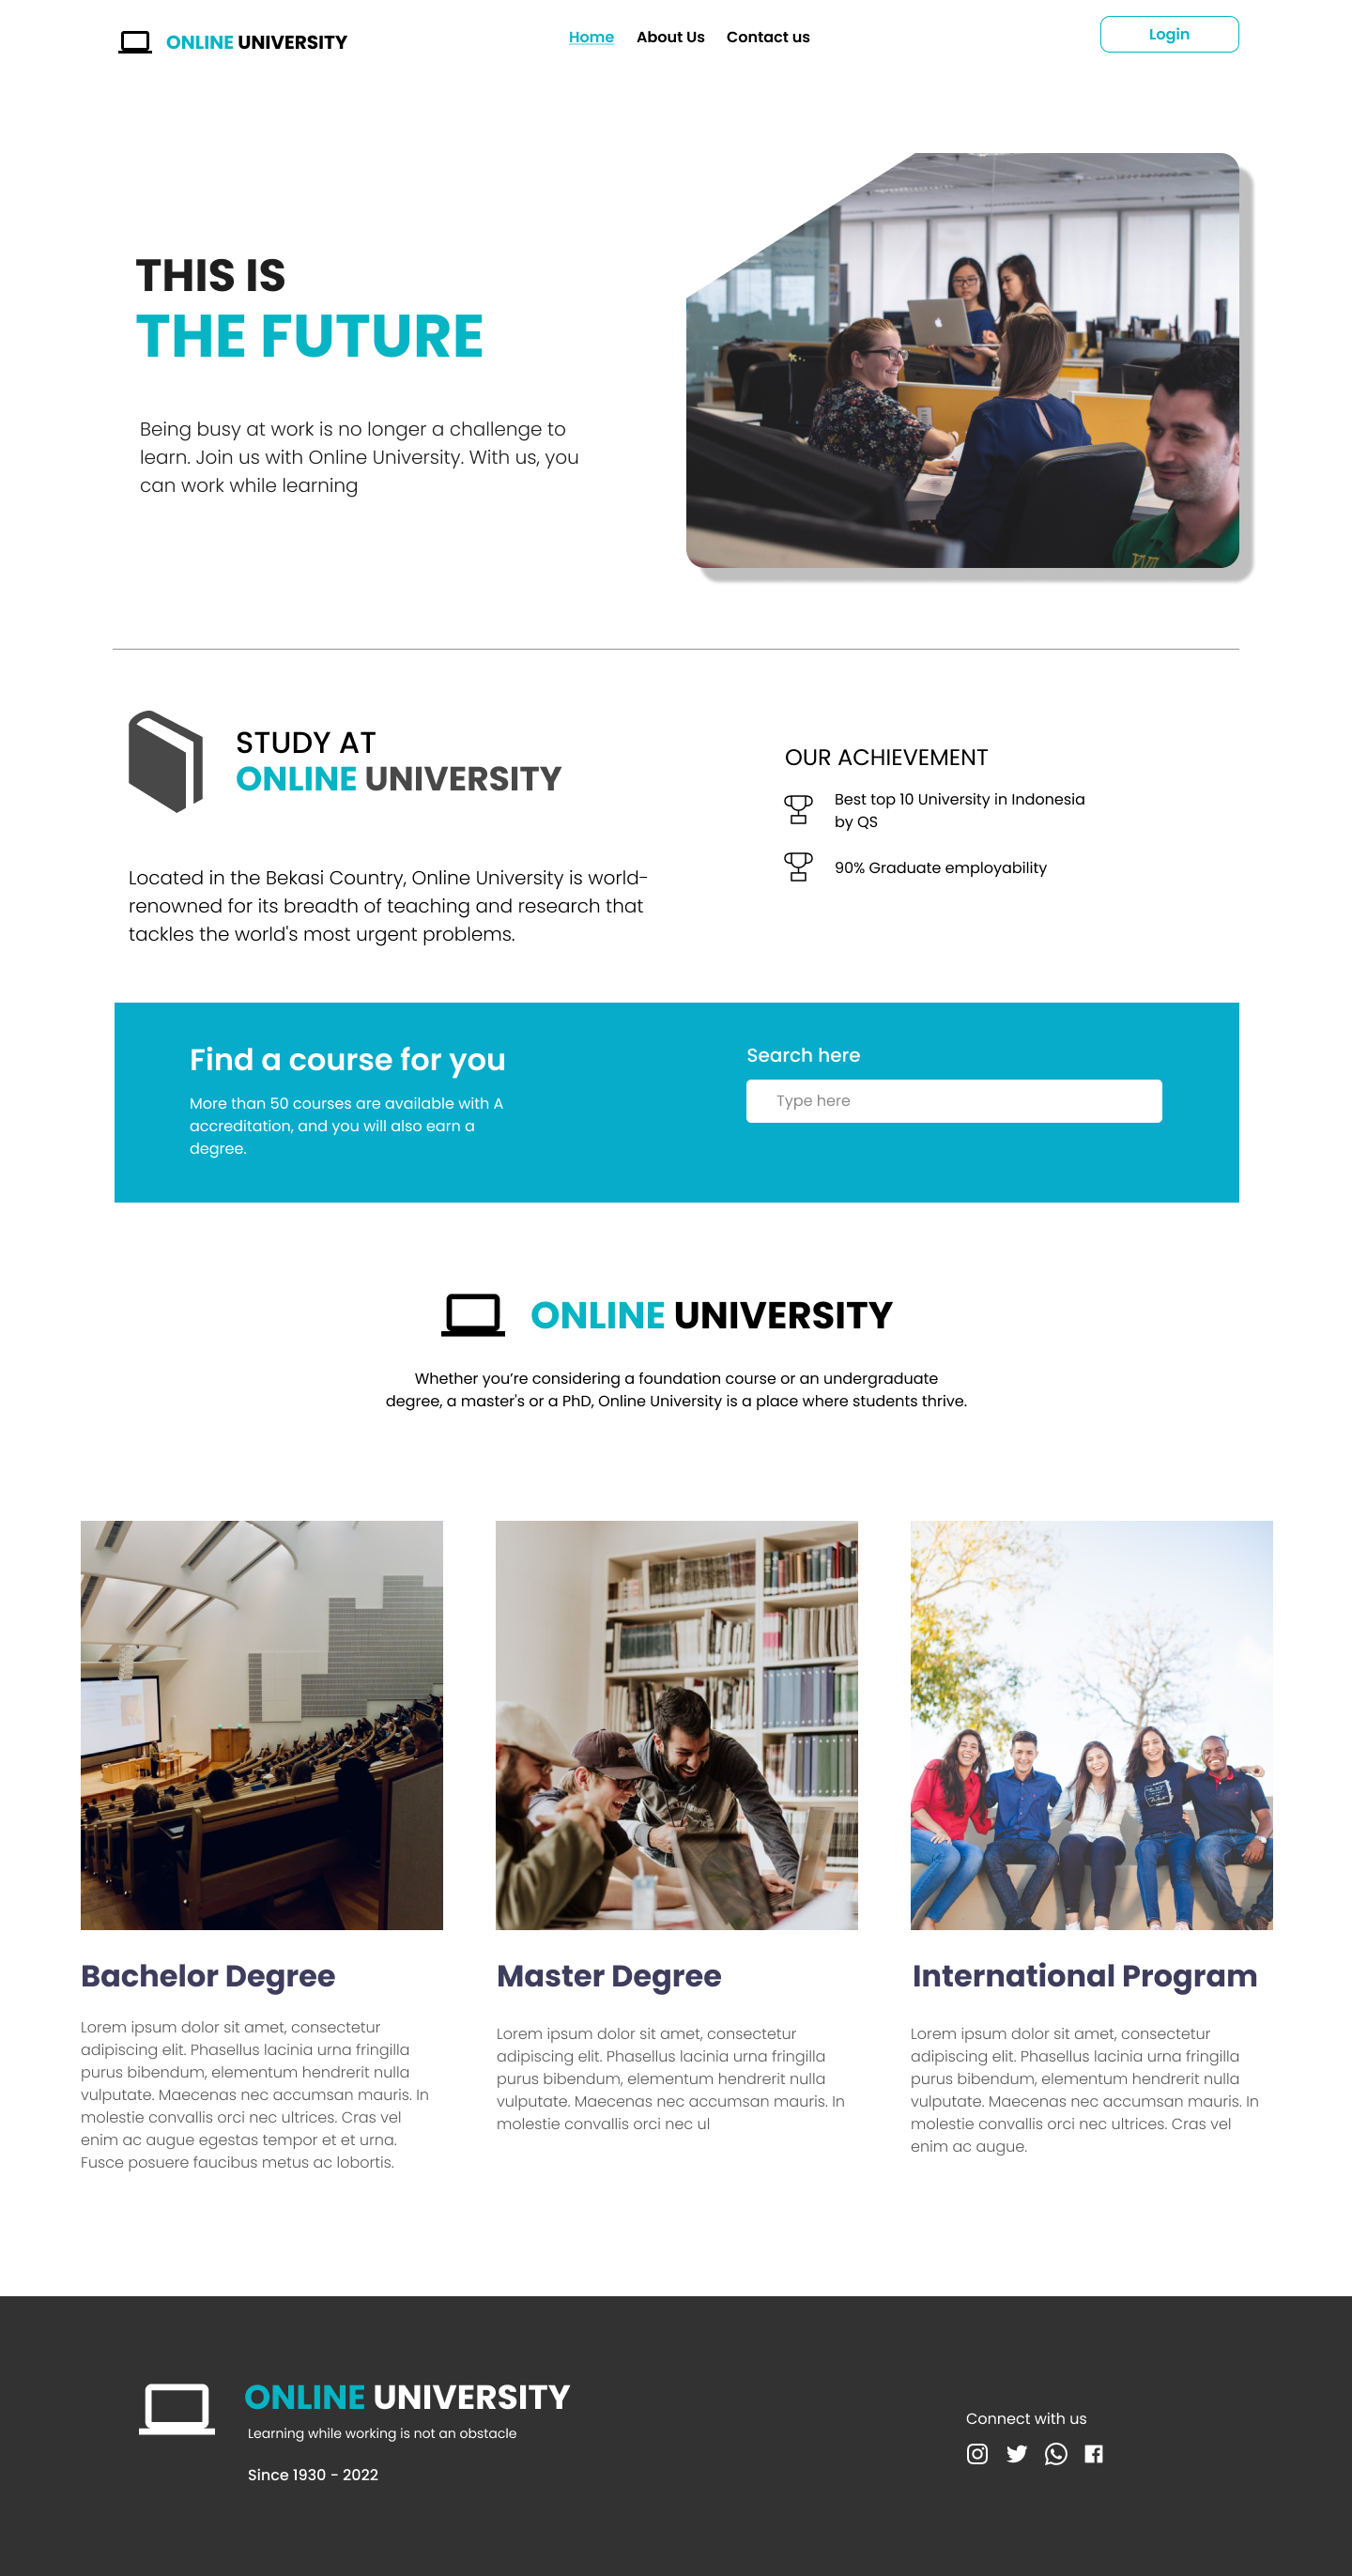 ONLINE UNIVERSITY
Home About Us Contact us
Login
THIS IS
THE FUTURE
Being busy at work is no longer a challenge to
learn. Join us with Online University. With us, you
can work while learning
STUDY AT
ONLINE UNIVERSITY
Located in the Bekasi Country, Online University is world-
renowned for its breadth of teaching and research that
tackles the world's most urgent problems.
OUR ACHIEVEMENT
Best top 10 University in Indonesia
by QS
90% Graduate employability
Find a course for you
More than 50 courses are available with A
accreditation, and you will also earn a
degree.
Search here
Type here
ONLINE UNIVERSITY
Whether you’re considering a foundation course or an undergraduate
degree, a master's or a PhD, Online University is a place where students thrive.
Bachelor Degree
Lorem ipsum dolor sit amet, consectetur
adipiscing elit. Phasellus lacinia urna fringilla
purus bibendum, elementum hendrerit nulla
vulputate. Maecenas nec accumsan mauris. In
molestie convallis orci nec ultrices. Cras vel
enim ac augue egestas tempor et et urna.
Fusce posuere faucibus metus ac lobortis.
Master Degree
Lorem ipsum dolor sit amet, consectetur
adipiscing elit. Phasellus lacinia urna fringilla
purus bibendum, elementum hendrerit nulla
vulputate. Maecenas nec accumsan mauris. In
molestie convallis orci nec ul
International Program
Lorem ipsum dolor sit amet, consectetur
adipiscing elit. Phasellus lacinia urna fringilla
purus bibendum, elementum hendrerit nulla
vulputate. Maecenas nec accumsan mauris. In
molestie convallis orci nec ultrices. Cras vel
enim ac augue.
ONLINE UNIVERSITY
Learning while working is not an obstacle
Since 1930 - 2022
Connect with us